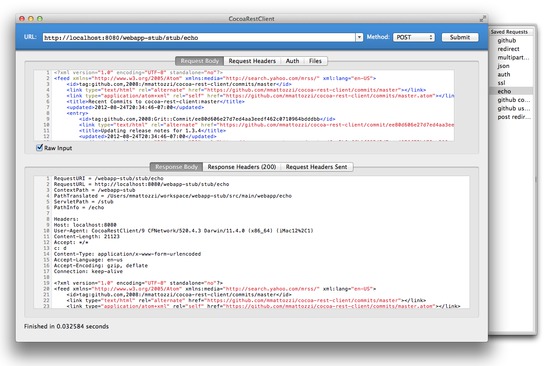 CocoaRestClient
URL: http://localhost:8080/webapp-stub/stub/echo Method: POST Submit
Request Body Request Headers Auth Files
1 <?xml version="1.0" encoding="UTF-8" standalone="no"?>
2 <feed xmlns="http://www.w3.org/2005/Atom" xmlns:media="http://search.yahoo.com/mrss/" xml:lang="en-US">
3 <id>tag:github.com,2008:/mmattozzi/cocoa-rest-client/commits/master</id>
4 <link type="text/html" rel="alternate" href="https://github.com/mmattozzi/cocoa-rest-client/commits/master"></link>
5 <link type="application/atom+xml" rel="self" href="https://github.com/mmattozzi/cocoa-rest-client/commits/master.atom"></link>
6 <title>Recent Commits to cocoa-rest-client:master</title>
7 <updated>2012-08-24T20:34:46-07:00</updated>
8 <entry>
9 <id>tag:github.com,2008:Grit::Commit/
10 <link type="text/html" rel="alternate" href="https://github.com/mmattozzi/cocoa-rest-client/commit/
11 <title>Updating release notes for 1.3.4</title>
12 <updated>2012-08-24T20:34:46-07:00</updated>
Raw Input
Response Body Response Headers (200) Request Headers Sent
1 RequestURI = /webapp-stub/stub/echo
2 RequestURL = http://localhost:8080/webapp-stub/stub/echo
3 ContextPath = /webapp-stub
4 PathTranslated = /Users/mmattozzi/workspace/webapp-stub/src/main/webapp/echo
5 ServletPath = /stub
6 PathInfo = /echo
7
8 Headers:
9 Host: localhost:8080
10 User-Agent: CocoaRestClient/9 CFNetwork/520.4.3 Darwin/11.4.0 (x86_64) (iMac12%2C1)
11 Content-Length: 21123
12 Accept: */*
13 c: d
14 Content-Type: application/x-www-form-urlencoded
15 Accept-Language: en-us
16 Accept-Encoding: gzip, deflate
17 Connection: keep-alive
18
19 <?xml version="1.0" encoding="UTF-8" standalone="no"?>
20 <feed xmlns="http://www.w3.org/2005/Atom" xmlns:media="http://search.yahoo.com/mrss/" xml:lang="en-US">
21 <id>tag:github.com,2008:/mmattozzi/cocoa-rest-client/commits/master</id>
22 <link type="text/html" rel="alternate" href="https://github.com/mmattozzi/cocoa-rest-client/commits/master"></link>
<link type="application/atom+xml" rel="self" href="https://github.com/mmattozzi/cocoa-rest-client/commits/master
Finished in 0.032584 seconds
Saved Requests
github
redirect
multipart...
json
auth
ssl
echo
github co...
github us...
post redir...